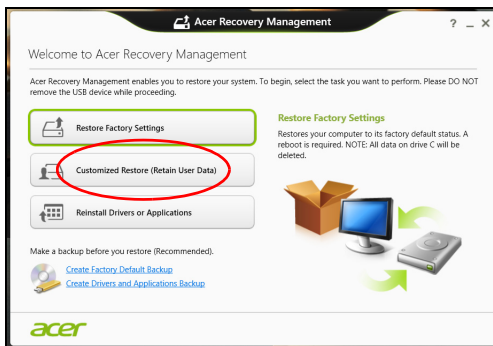 Acer Recovery Management
? _ X
Welcome to Acer Recovery Management
Acer Recovery Management enables you to restore your system. To begin, select the task you want to perform. Please DO NOT
remove the USB device while proceeding.
Restore Factory Settings
Customized Restore (Retain User Data)
Reinstall Drivers or Applications
Restore Factory Settings
Restores your computer to its factory default status. A
reboot is required. NOTE: All data on drive C will be
deleted.
Make a backup before you restore (Recommended).
Create Factory Default Backup
Create Drivers and Applications Backup
acer